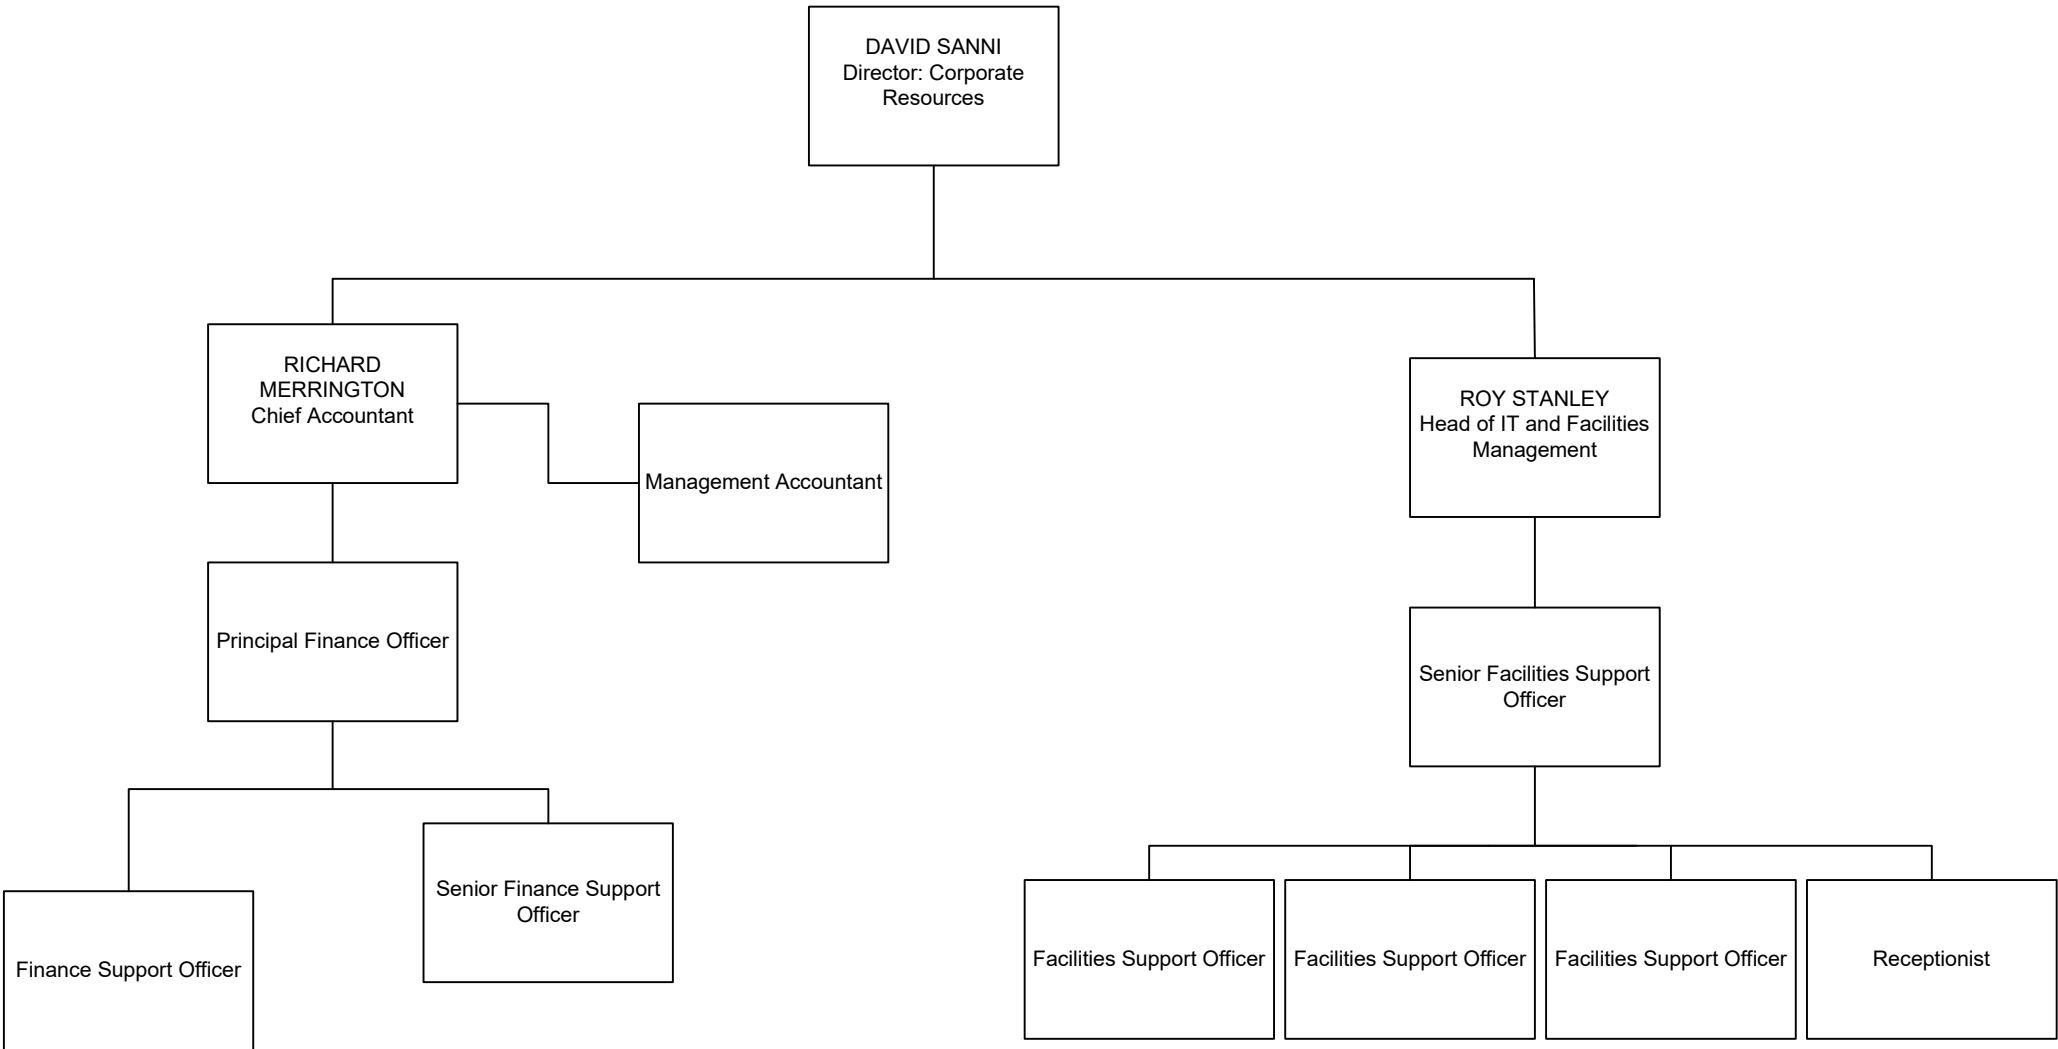 DAVID SANNI
Director: Corporate
Resources
RICHARD
MERRINGTON
Chief Accountant
Management Accountant
ROY STANLEY
Head of IT and Facilities
Management
Principal Finance Officer
Senior Facilities Support
Officer
Senior Finance Support
Officer
Finance Support Officer
Facilities Support Officer
Facilities Support Officer
Facilities Support Officer
Receptionist